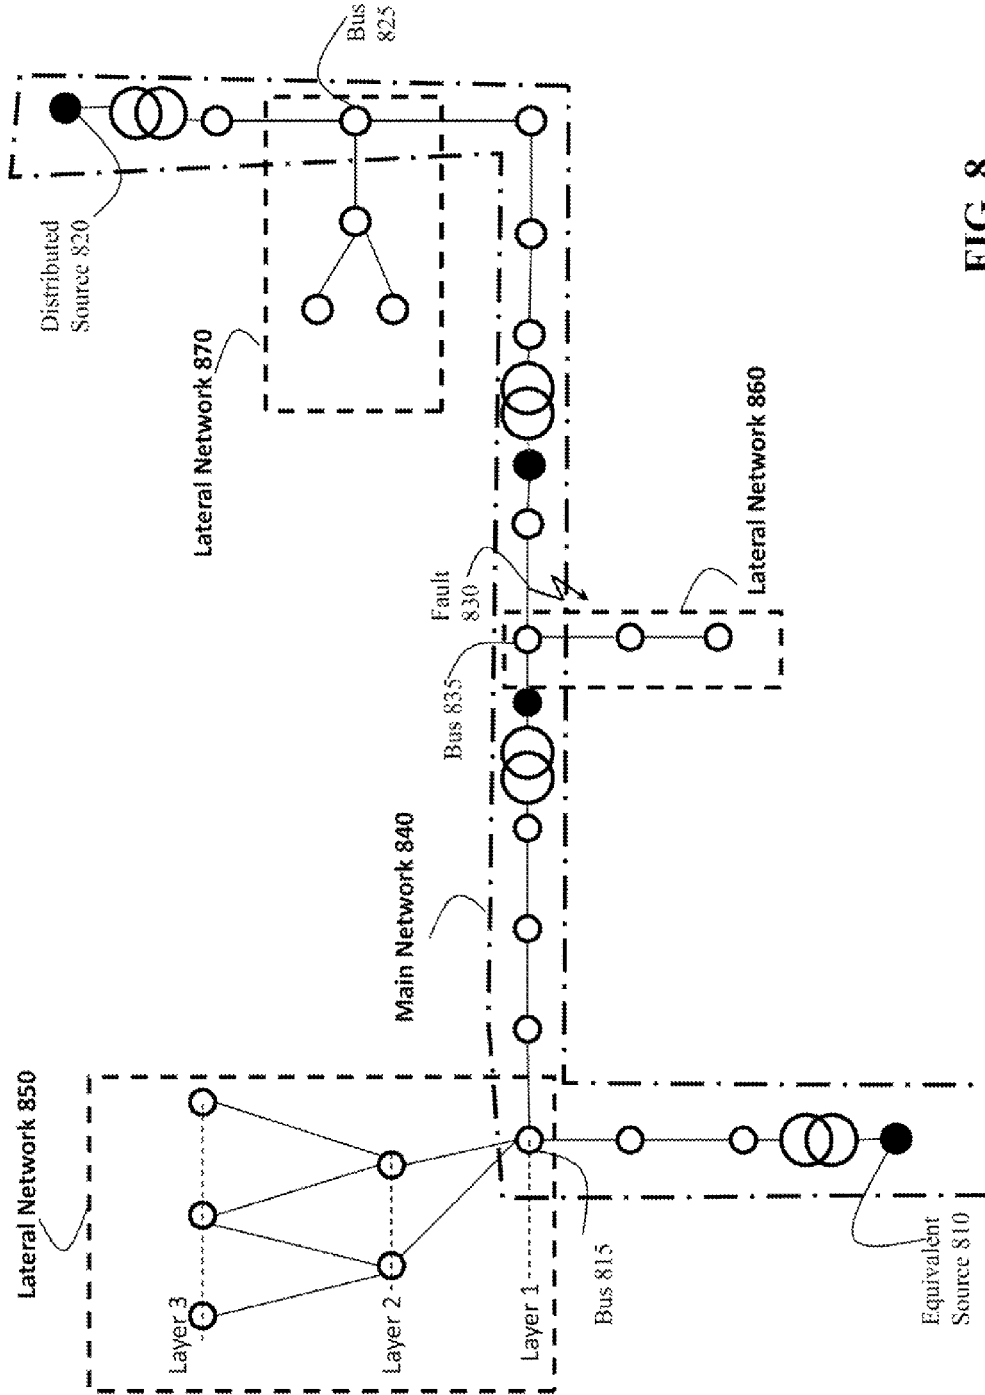 Lateral Network 850
Layer 3
Layer 2
Layer 1
Bus 815
Equivalent
Source 810
Main Network 840
Bus 835
Fault
830
Lateral Network 860
Lateral Network 870
Distributed
Source 820
Bus
825
FIG. 8